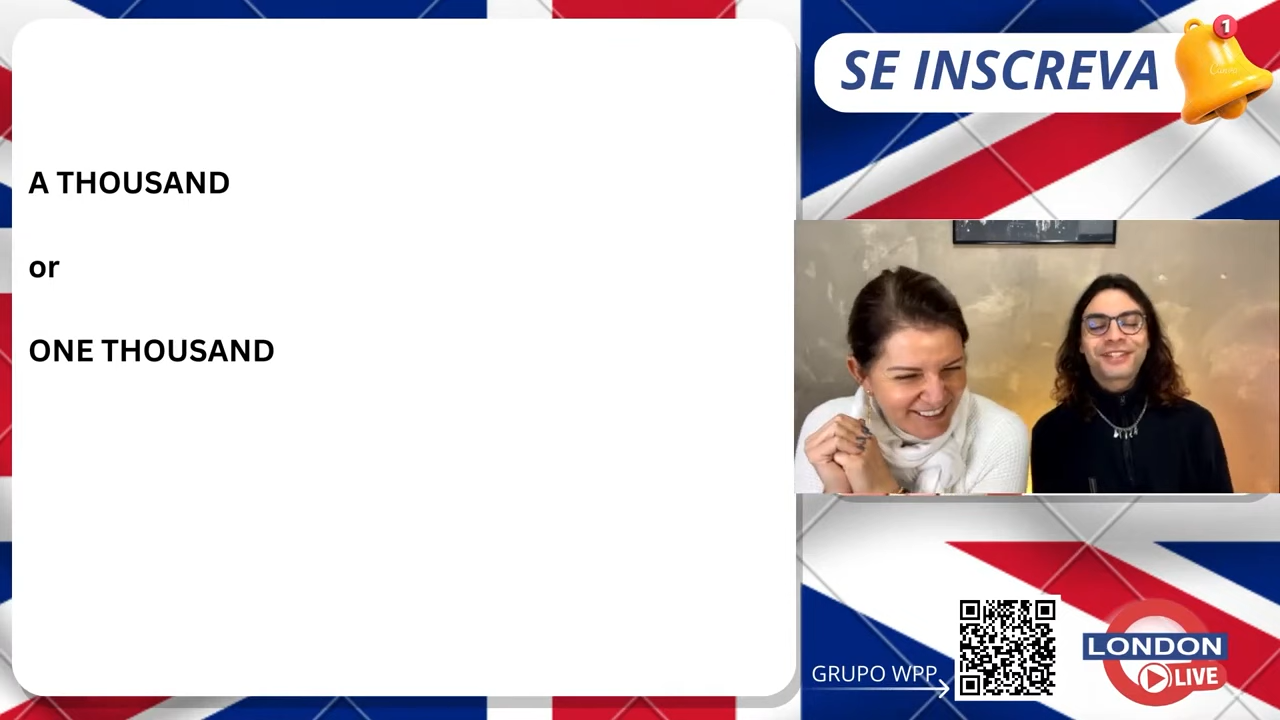 A THOUSAND
or
ONE THOUSAND
SE INSCREVA
1
GRUPO WPP
LONDON
LIVE